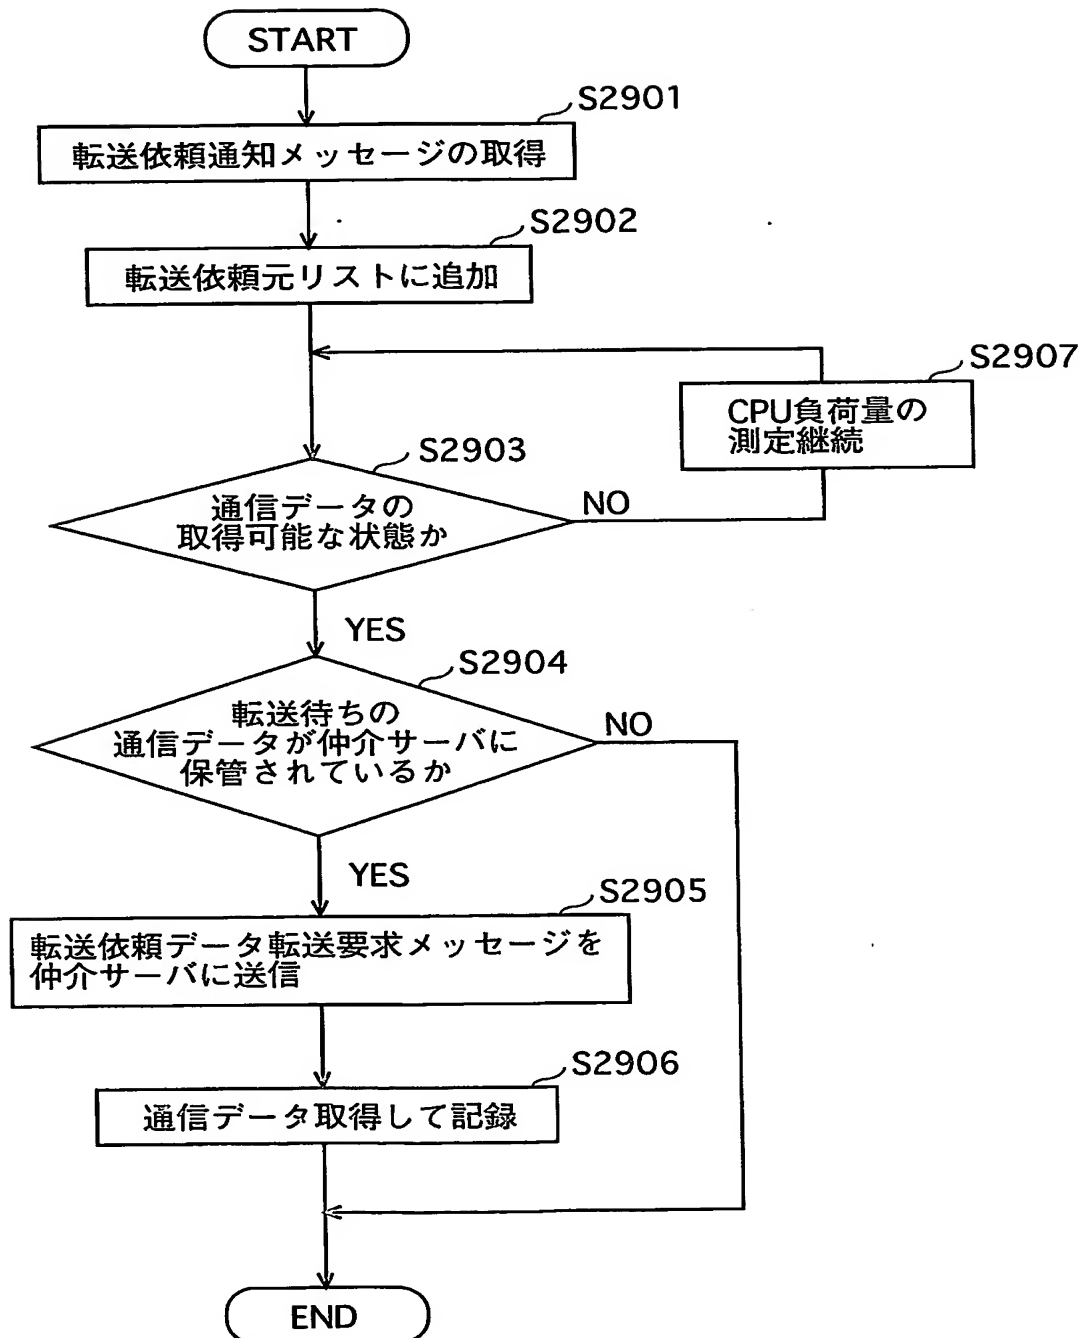 START
S2901
転送依頼通知メッセージの取得
S2902
転送依頼元リストに追加
S2907
CPU負荷量の
測定継続
S2903
通信データの
取得可能な状態か
NO
YES
S2904
転送待ちの
通信データが仲介サーバに
保管されているか
NO
YES
S2905
転送依頼データ転送要求メッセージを
仲介サーバに送信
S2906
通信データ取得して記録
END